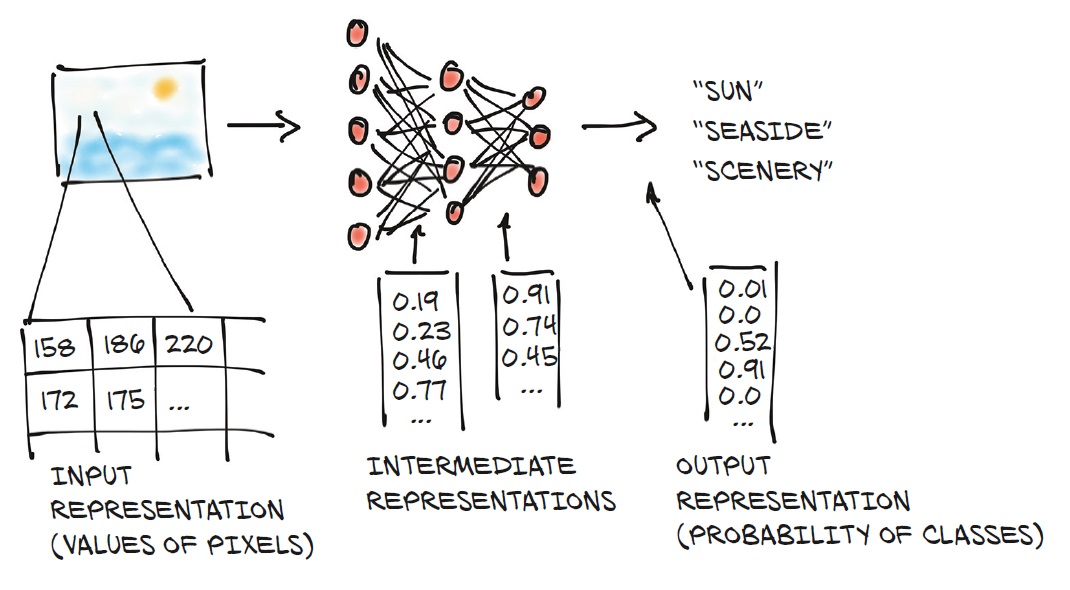 "SUN"
"SEASIDE"
"SCENERY"
158 186 220
172 175 ...
0.19
0.23
0.46
0.77
...
0.91
0.74
0.45
...
0.01
0.0
0.52
0.91
0.0
...
INPUT
REPRESENTATION
(VALUES OF PIXELS)
INTERMEDIATE
REPRESENTATIONS
OUTPUT
REPRESENTATION
(PROBABILITY OF CLASSES)